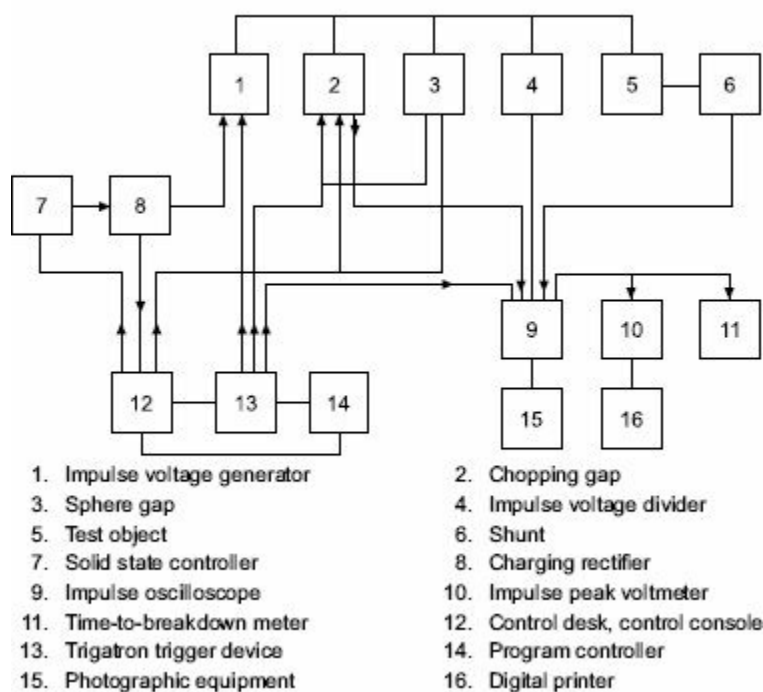 1 2 3 4 5 6
7 8
9 10 11
12 13 14 15 16
1. Impulse voltage generator 2. Chopping gap
3. Sphere gap 4. Impulse voltage divider
5. Test object 6. Shunt
7. Solid state controller 8. Charging rectifier
9. Impulse oscilloscope 10. Impulse peak voltmeter
11. Time-to-breakdown meter 12. Control desk, control console
13. Trigatron trigger device 14. Program controller
15. Photographic equipment 16. Digital printer